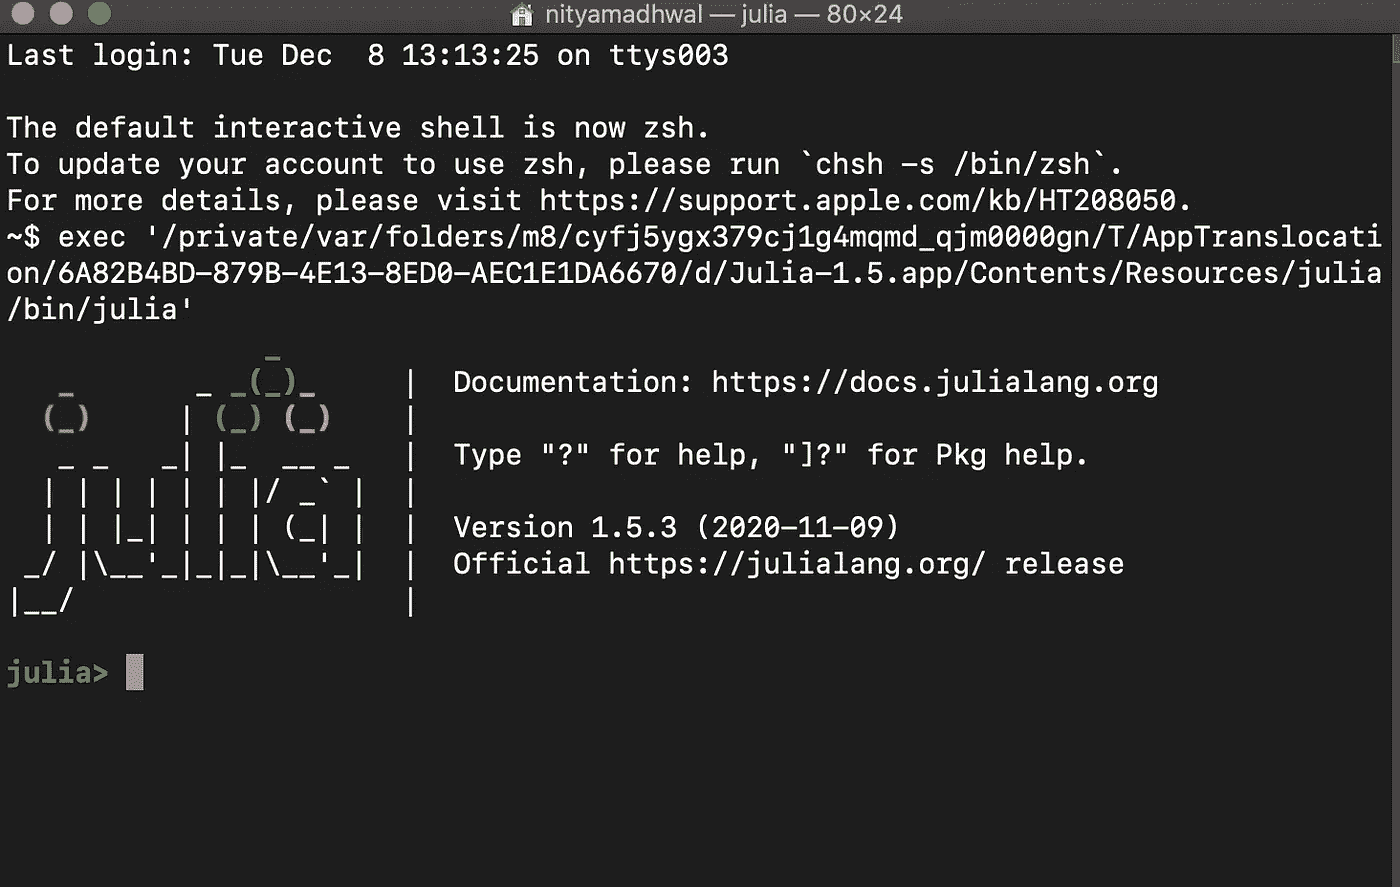 nityamadhwal — julia — 80×24
Last login: Tue Dec  8 13:13:25 on ttys003
The default interactive shell is now zsh.
To update your account to use zsh, please run `chsh -s /bin/zsh`.
For more details, please visit https://support.apple.com/kb/HT208050.
~$ exec '/private/var/folders/m8/cyfj5ygx379cj1g4mqmd_qjm0000gn/T/AppTranslocati
on/6A82B4BD-879B-4E13-8ED0-AEC1E1DA6670/d/Julia-1.5.app/Contents/Resources/julia
/bin/julia'
               _
   _       _ _(_)_     |  Documentation: https://docs.julialang.org
  (_)     | (_) (_)    |
   _ _   _| |_  __ _   |  Type "?" for help, "]?" for Pkg help.
  | | | | | | |/ _` |  |
  | | |_| | | | (_| |  |  Version 1.5.3 (2020-11-09)
 _/ |\__'_|_|_|\__'_|  |  Official https://julialang.org/ release
|__/                   |
julia>